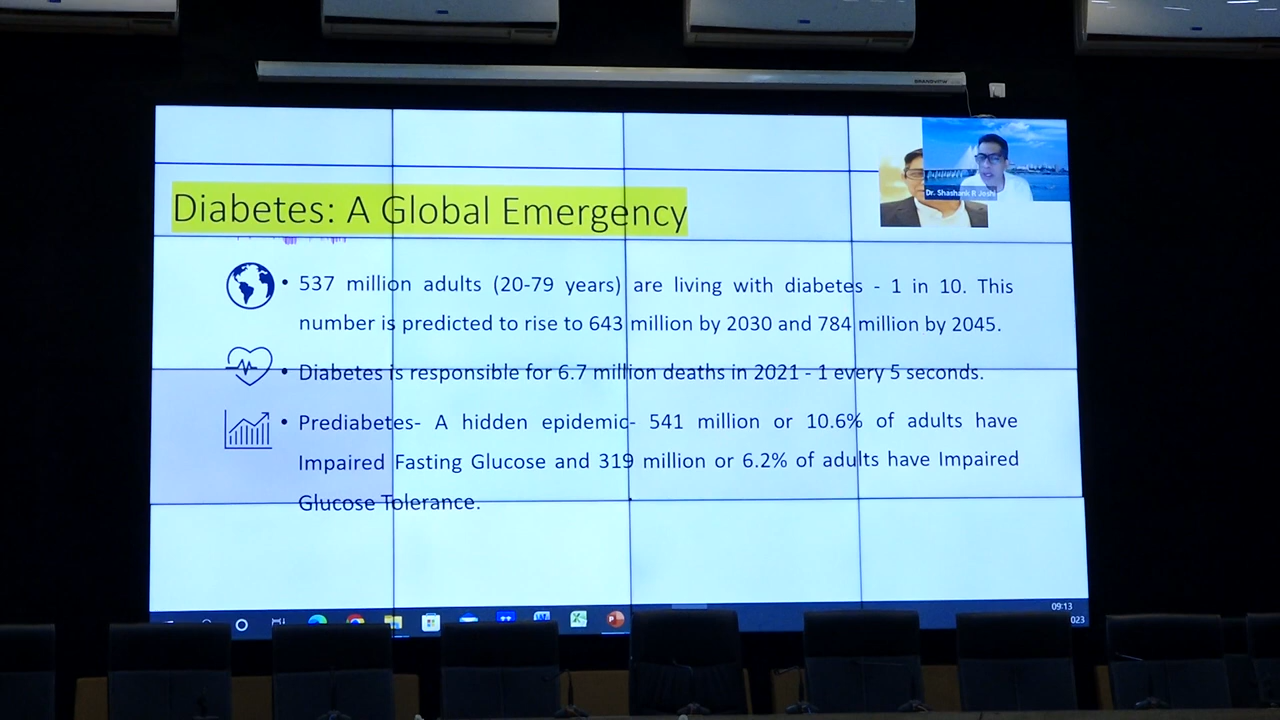 GRANDVIEW
Dr. Shashank R Joshi
Diabetes: A Global Emergency
• 537 million adults (20-79 years) are living with diabetes - 1 in 10. This
number is predicted to rise to 643 million by 2030 and 784 million by 2045.
• Diabetes is responsible for 6.7 million deaths in 2021 - 1 every 5 seconds.
• Prediabetes- A hidden epidemic- 541 million or 10.6% of adults have
Impaired Fasting Glucose and 319 million or 6.2% of adults have Impaired
Glucose Tolerance.
09:13
023